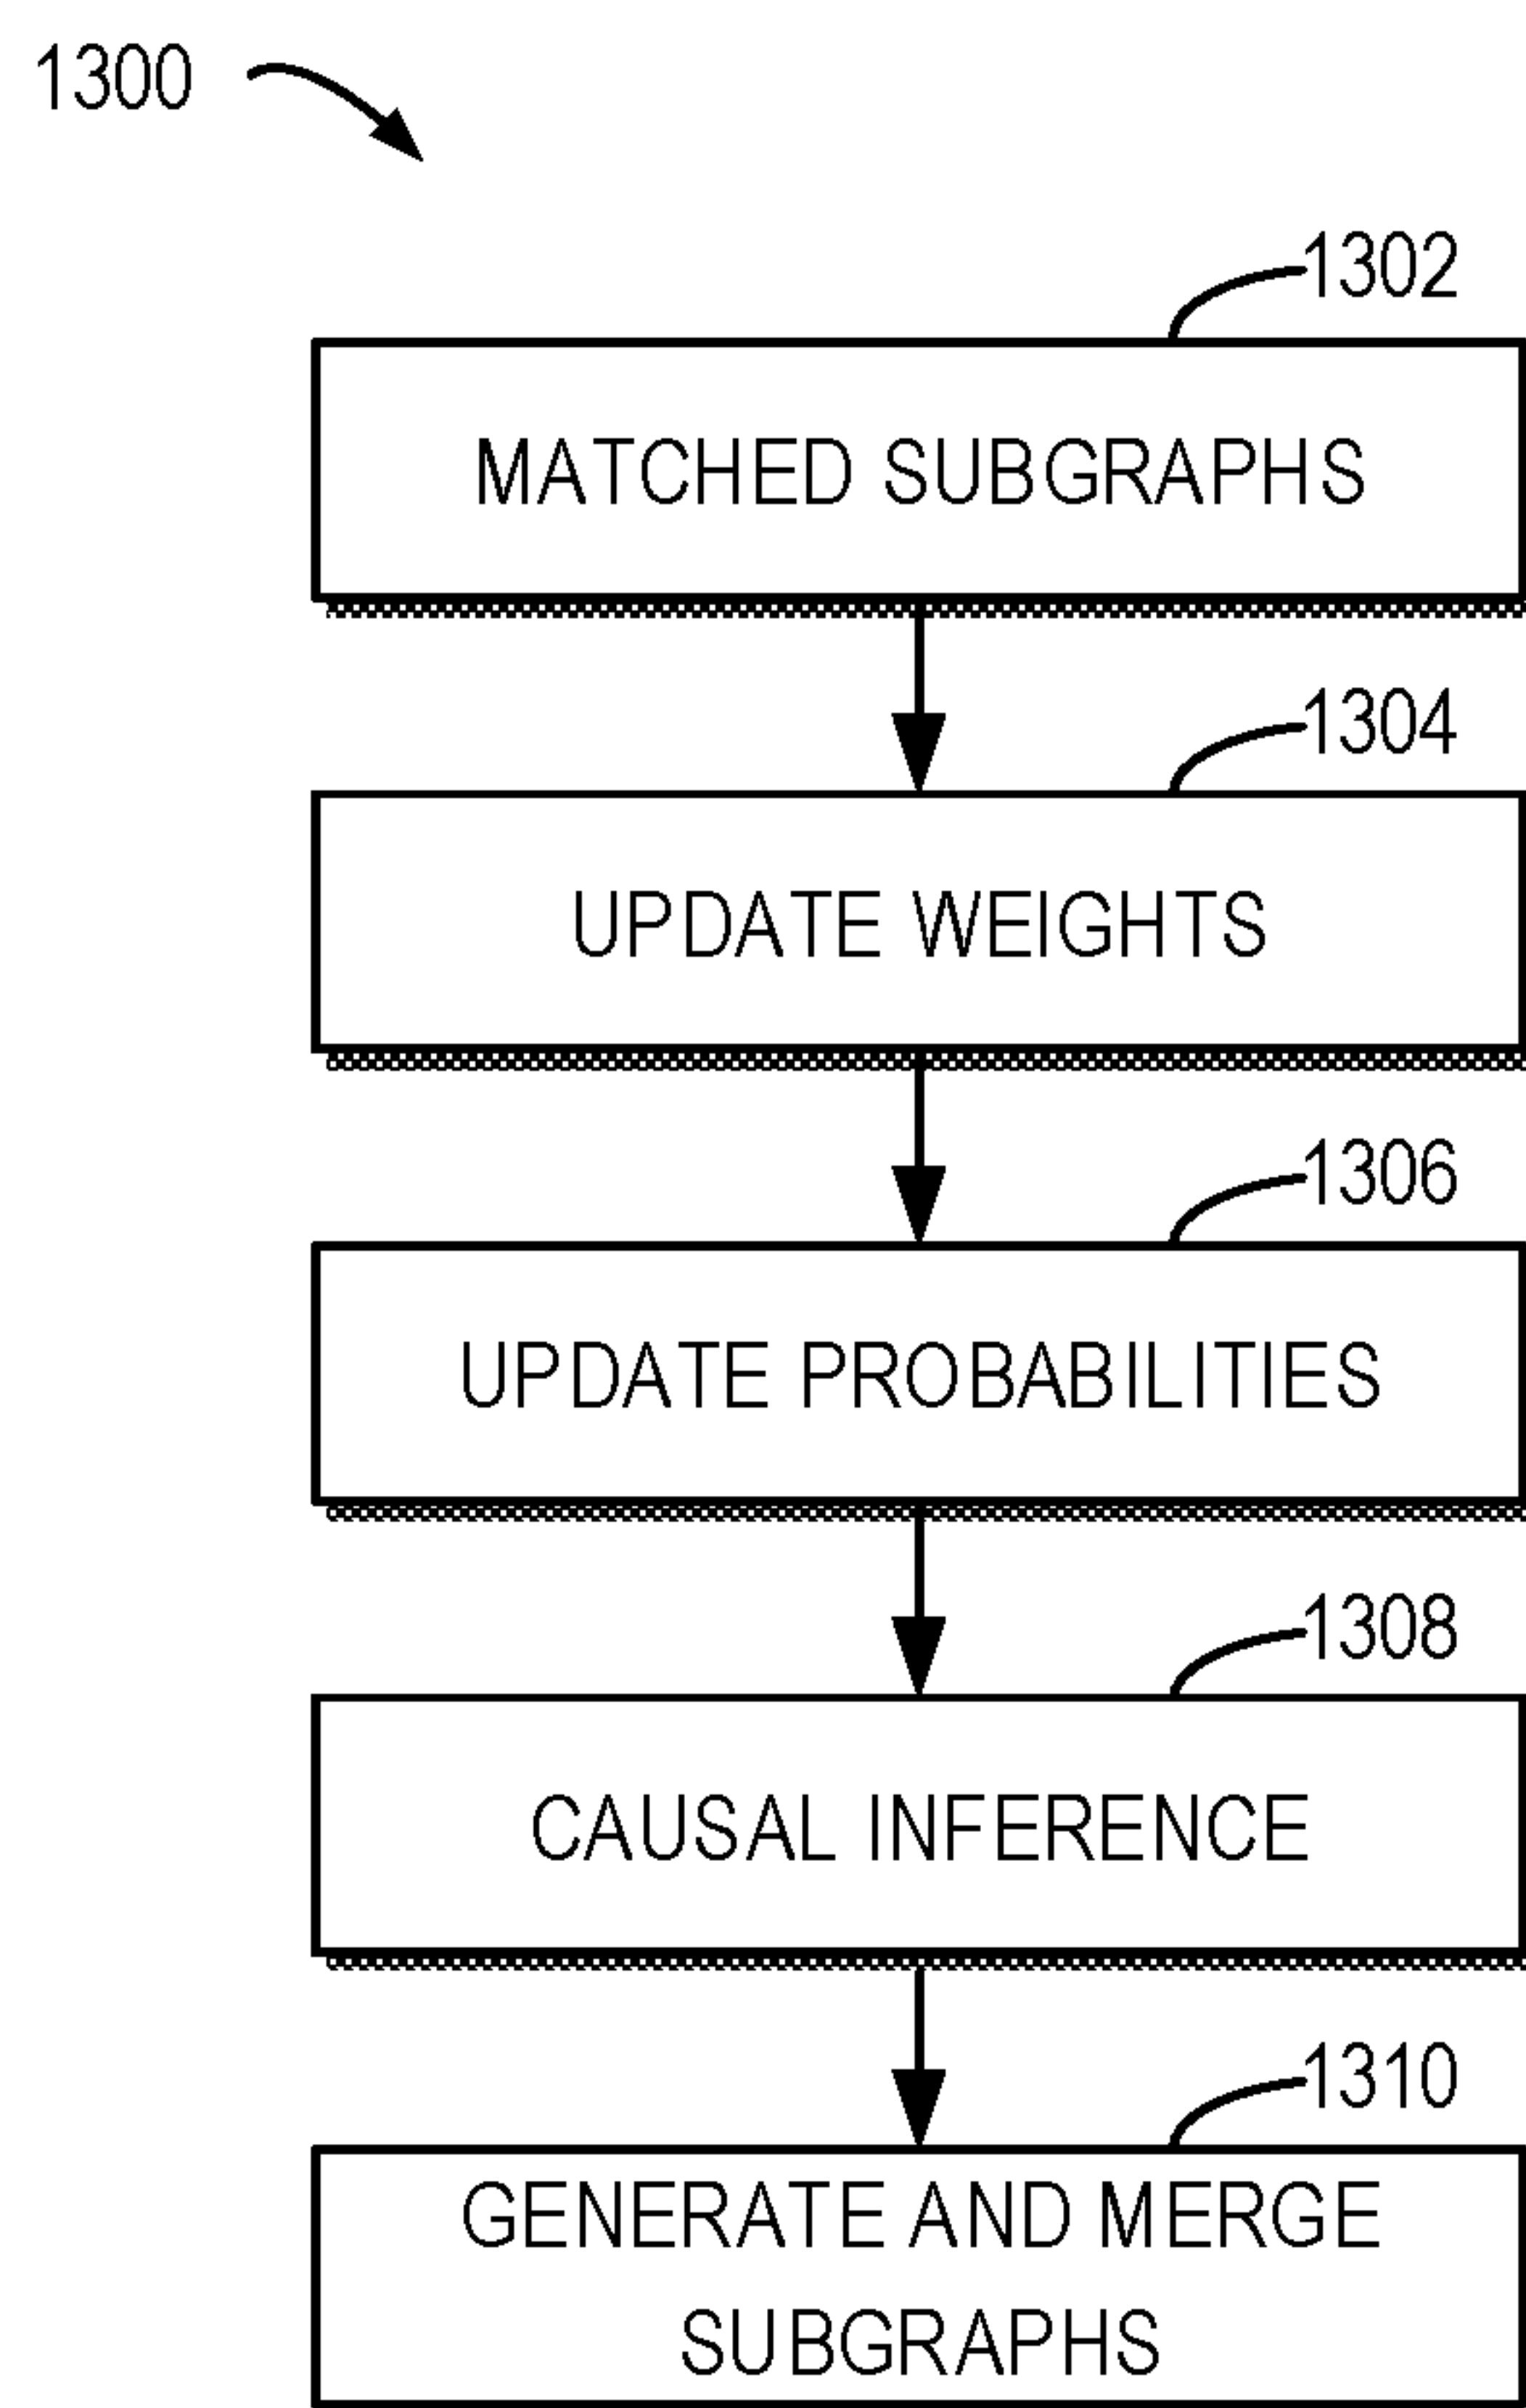 1300
1302
MATCHED SUBGRAPHS
1304
UPDATE WEIGHTS
1306
UPDATE PROBABILITIES
1308
CAUSAL INFERENCE
1310
GENERATE AND MERGE
SUBGRAPHS